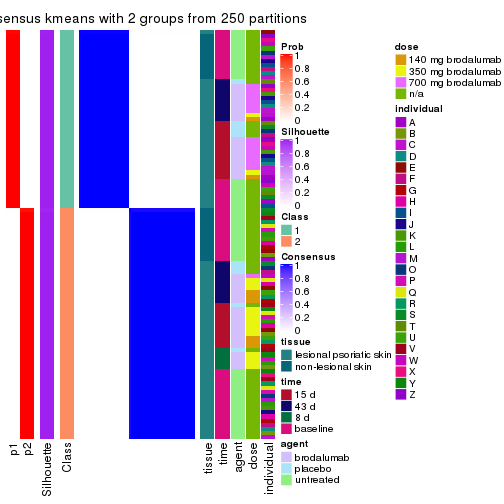 sensus kmeans with 2 groups from 250 partitions
Prob
1
0.8
0.6
0.4
0.2
0
Silhouette
1
0.8
0.6
0.4
0.2
0
Class
1
2
Consensus
1
0.8
0.6
0.4
0.2
0
tissue
lesional psoriatic skin
non-lesional skin
time
15 d
43 d
8 d
baseline
agent
brodalumab
placebo
untreated
dose
140 mg brodalumab
350 mg brodalumab
700 mg brodalumab
n/a
individual
A
B
C
D
E
F
G
H
I
J
K
L
M
O
P
Q
R
S
T
U
V
W
X
Y
Z
p1
p2
Silhouette
Class
tissue
time
agent
dose
individual